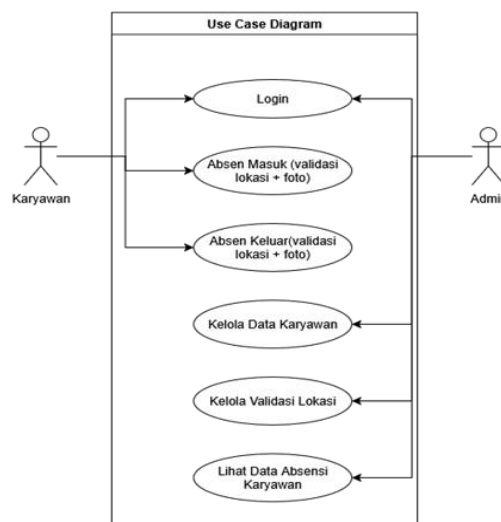 Use Case Diagram
Login
Absen Masuk (validasi
lokasi + foto)
Karyawan
Admin
Absen Keluar(validasi
lokasi + foto)
Kelola Data Karyawan
Kelola Validasi Lokasi
Lihat Data Absensi
Karyawan